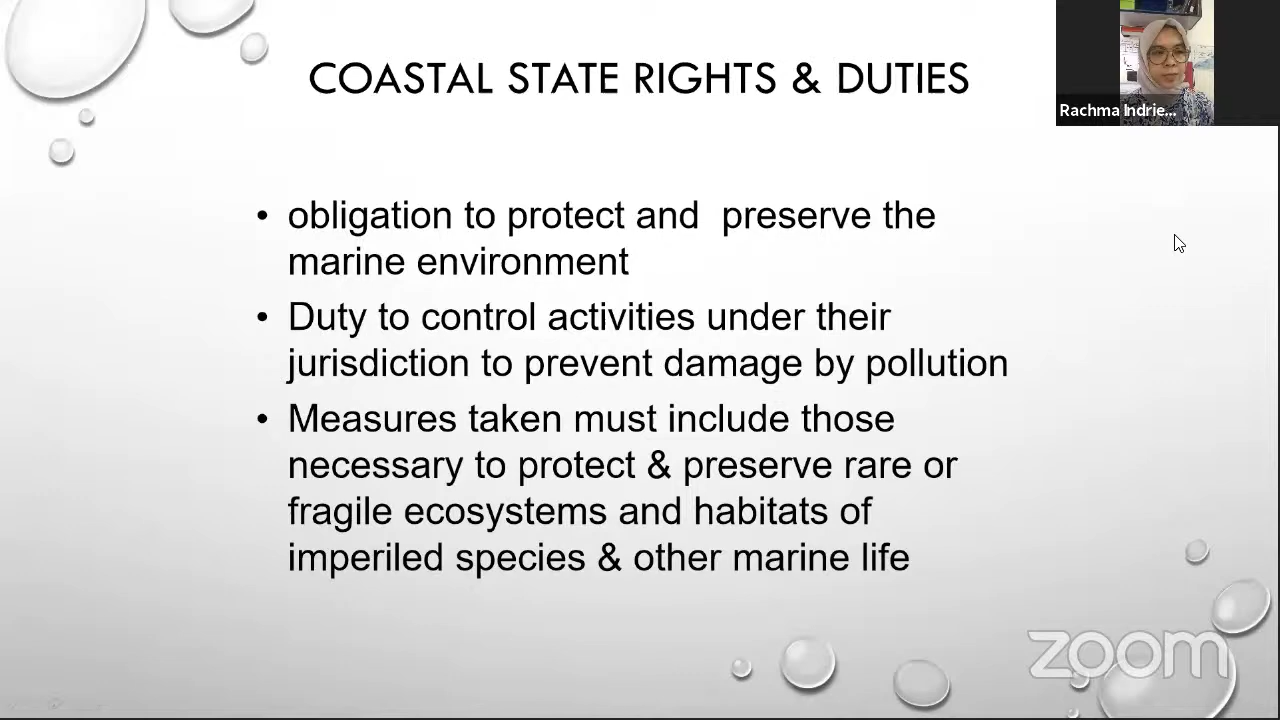 COASTAL STATE RIGHTS & DUTIES
Rachma Indrie...
• obligation to protect and preserve the
marine environment
• Duty to control activities under their
jurisdiction to prevent damage by pollution
• Measures taken must include those
necessary to protect & preserve rare or
fragile ecosystems and habitats of
imperiled species & other marine life
zoom